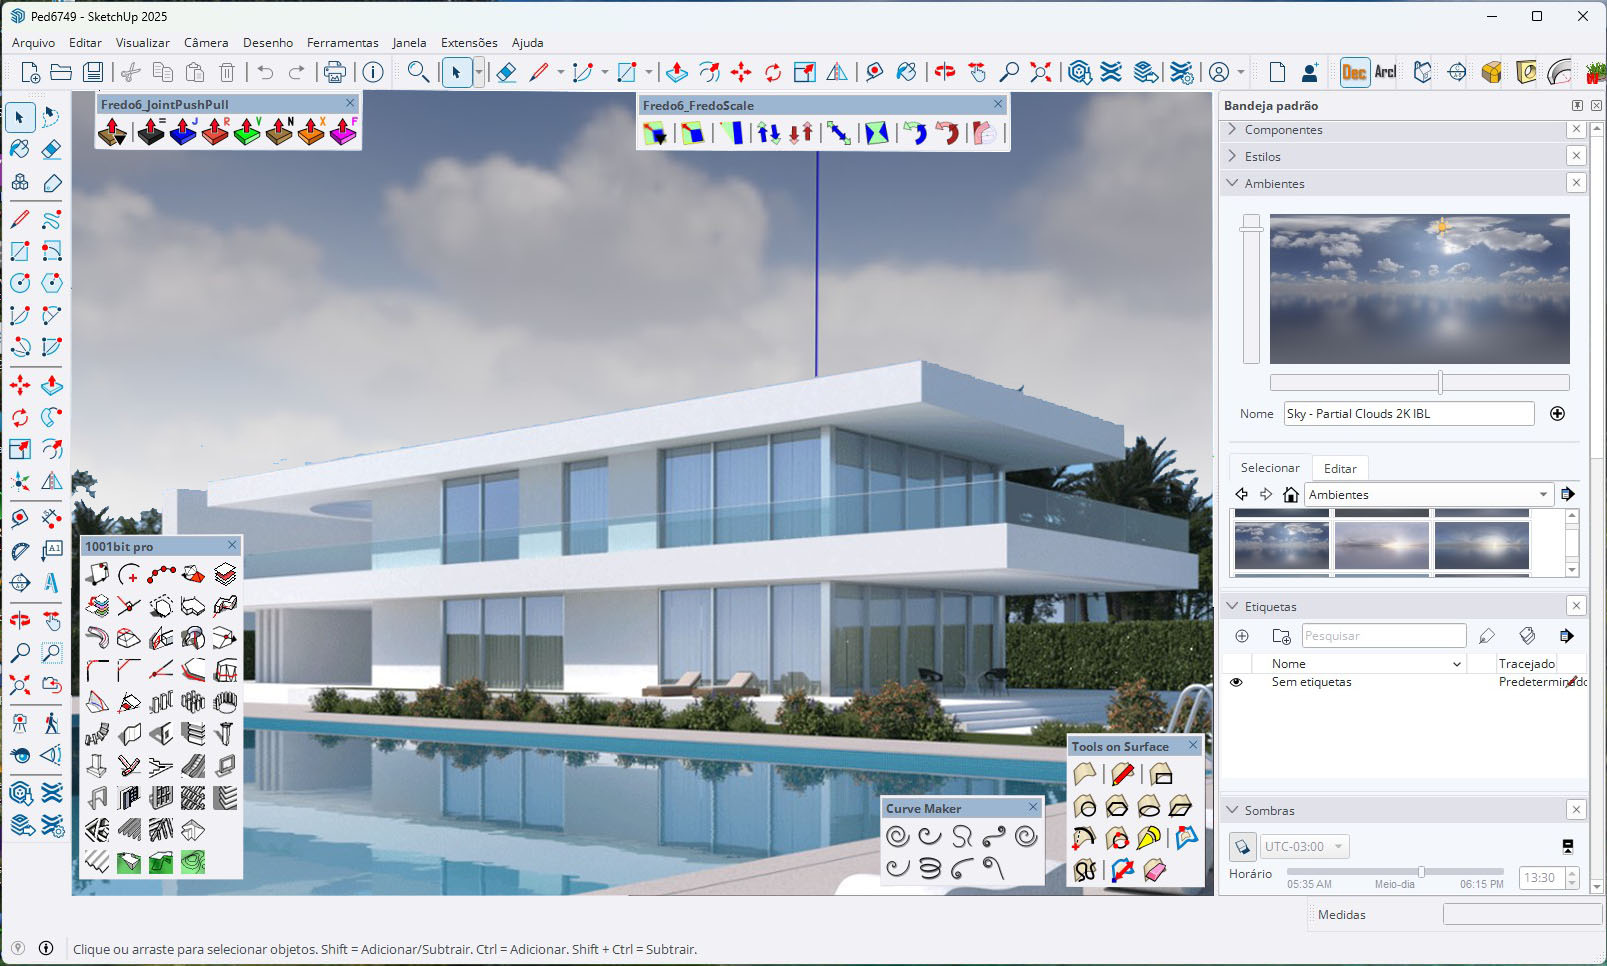 Ped6749 - SketchUp 2025
Arquivo Editar Visualizar Câmera Desenho Ferramentas Janela Extensões Ajuda
Dec Arcl
Fredo6_JointPushPull
= J R V N X F
Fredo6_FredoScale
Bandeja padrão
Componentes
Estilos
Ambientes
Nome Sky - Partial Clouds 2K IBL
Selecionar Editar
Ambientes
Etiquetas
Pesquisar
Nome Tracejado
Sem etiquetas Predeterminado
Sombras
UTC-03:00
Horário 05:35 AM Meio-dia 06:15 PM 13:30
Medidas
A1
A
1001bit pro
Tools on Surface
Curve Maker
Clique ou arraste para selecionar objetos. Shift = Adicionar/Subtrair. Ctrl = Adicionar. Shift + Ctrl = Subtrair.